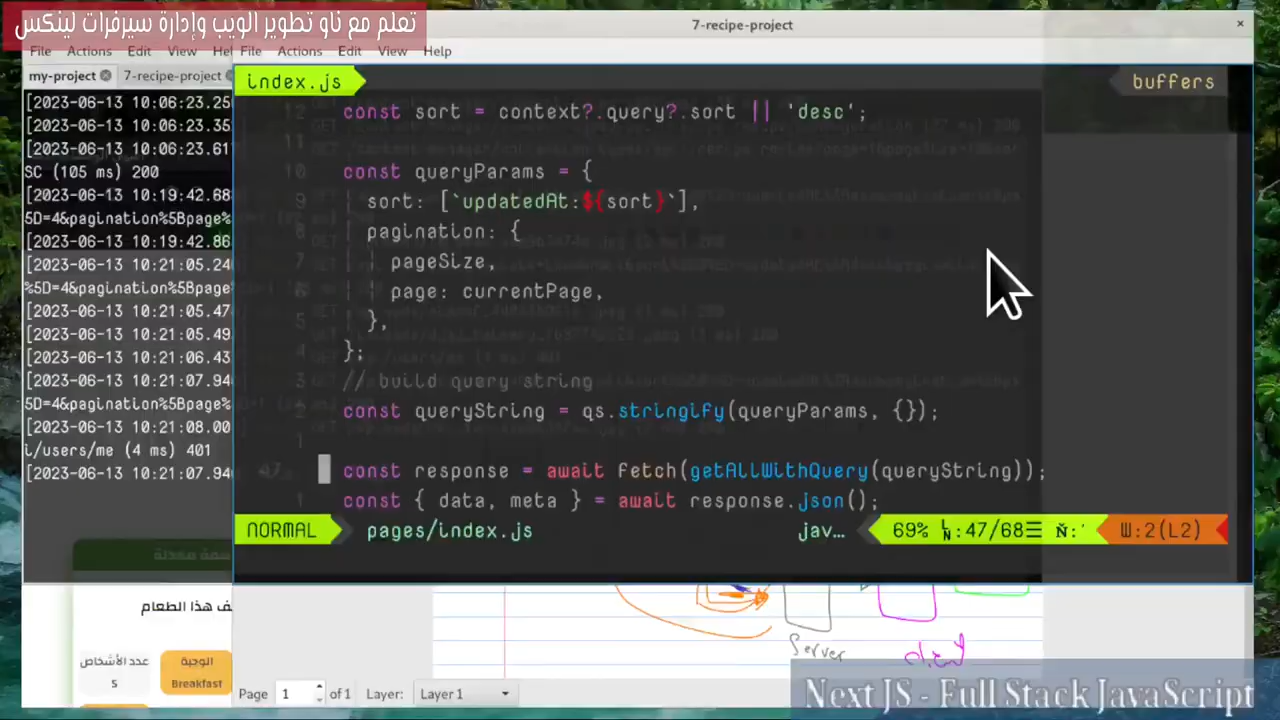 تعلم مع ناو تطوير الويب وإدارة سيرفرات لينكس
7-recipe-project ×
File Actions Edit View Hel
File Actions Edit View Help
my-project 7-recipe-project
index.js buffers
[2023-06-13 10:06:23.250
[2023-06-13 10:06:23.35
[2023-06-13 10:06:23.617
SC (105 ms) 200
[2023-06-13 10:19:42.68
5D=4&pagination%5Bpage%
[2023-06-13 10:19:42.86
[2023-06-13 10:21:05.240
%5D=4&pagination%5Bpage
[2023-06-13 10:21:05.47
[2023-06-13 10:21:05.49
[2023-06-13 10:21:06.43
[2023-06-13 10:21:07.940
5D=4&pagination%5Bpage%
[2023-06-13 10:21:08.00
i/users/me (4 ms) 401
[2023-06-13 10:21:07.940
12 const sort = context?.query?.sort || 'desc';
11
10 const queryParams = {
9 sort: [`updatedAt:${sort}`],
8 pagination: {
7 pageSize,
6 page: currentPage,
5 },
4 };
3 // build query string
2 const queryString = qs.stringify(queryParams, {});
1
47 const response = await fetch(getAllWithQuery(queryString));
1 const { data, meta } = await response.json();
NORMAL pages/index.js jav… 69% L:47/68☰ W:2(L2)
هذا الطعام
عدد الأشخاص
5
الوجبة
Breakfast
Server
client
Page 1 of 1 Layer: Layer 1
Next JS - Full Stack JavaScript